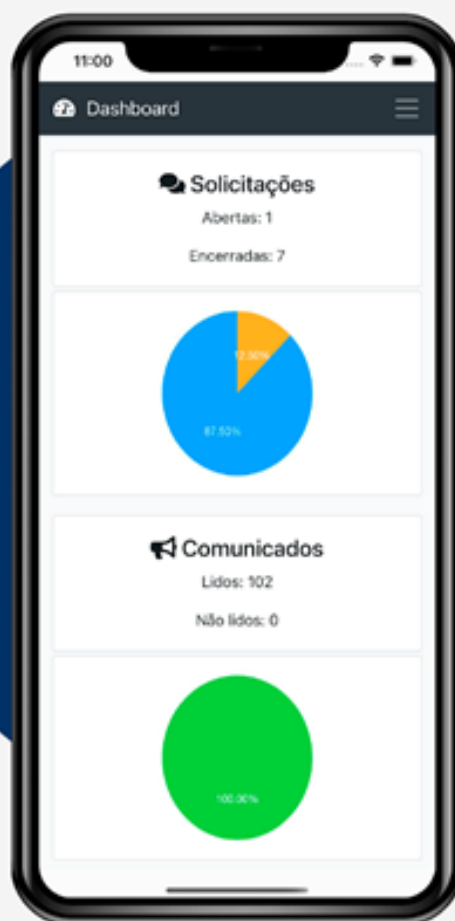 11:00
Dashboard
Solicitações
Abertas: 1
Encerradas: 7
12.50%
87.50%
Comunicados
Lidos: 102
Não lidos: 0
100.00%